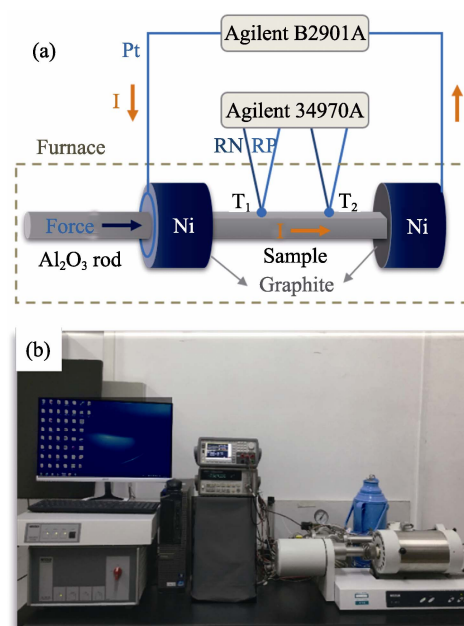 (a)
Agilent B2901A
Pt
I
Agilent 34970A
RN RP
Furnace
T₁
T₂
Force
Ni
I
Ni
Al₂O₃ rod
Sample
Graphite
(b)